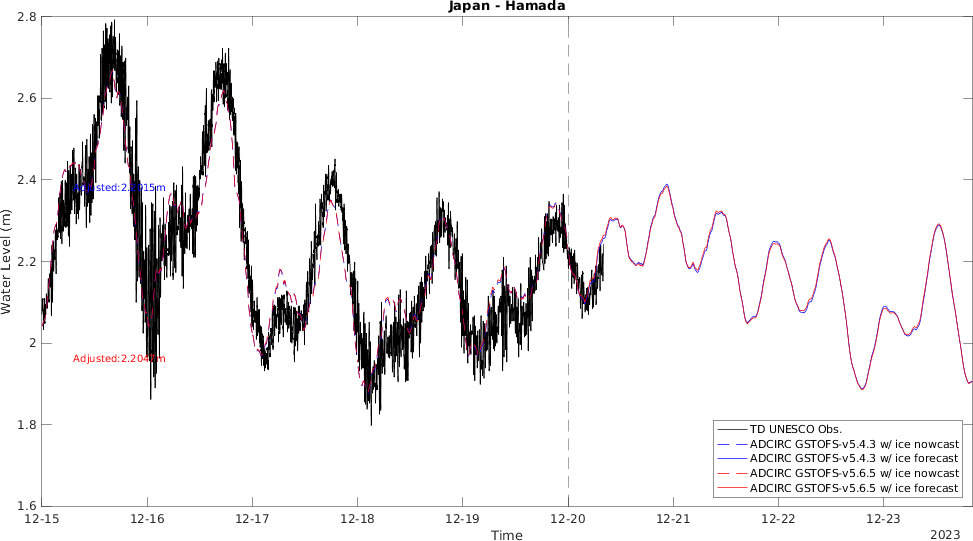 Japan - Hamada
2.8
2.6
2.4
2.2
2
1.8
1.6
Water Level (m)
TD UNESCO Obs.
ADCIRC GSTOFS-v5.4.3 w/ ice nowcast
ADCIRC GSTOFS-v5.4.3 w/ ice forecast
ADCIRC GSTOFS-v5.6.5 w/ ice nowcast
ADCIRC GSTOFS-v5.6.5 w/ ice forecast
12-15 12-16 12-17 12-18 12-19 12-20 12-21 12-22 12-23
Time
2023